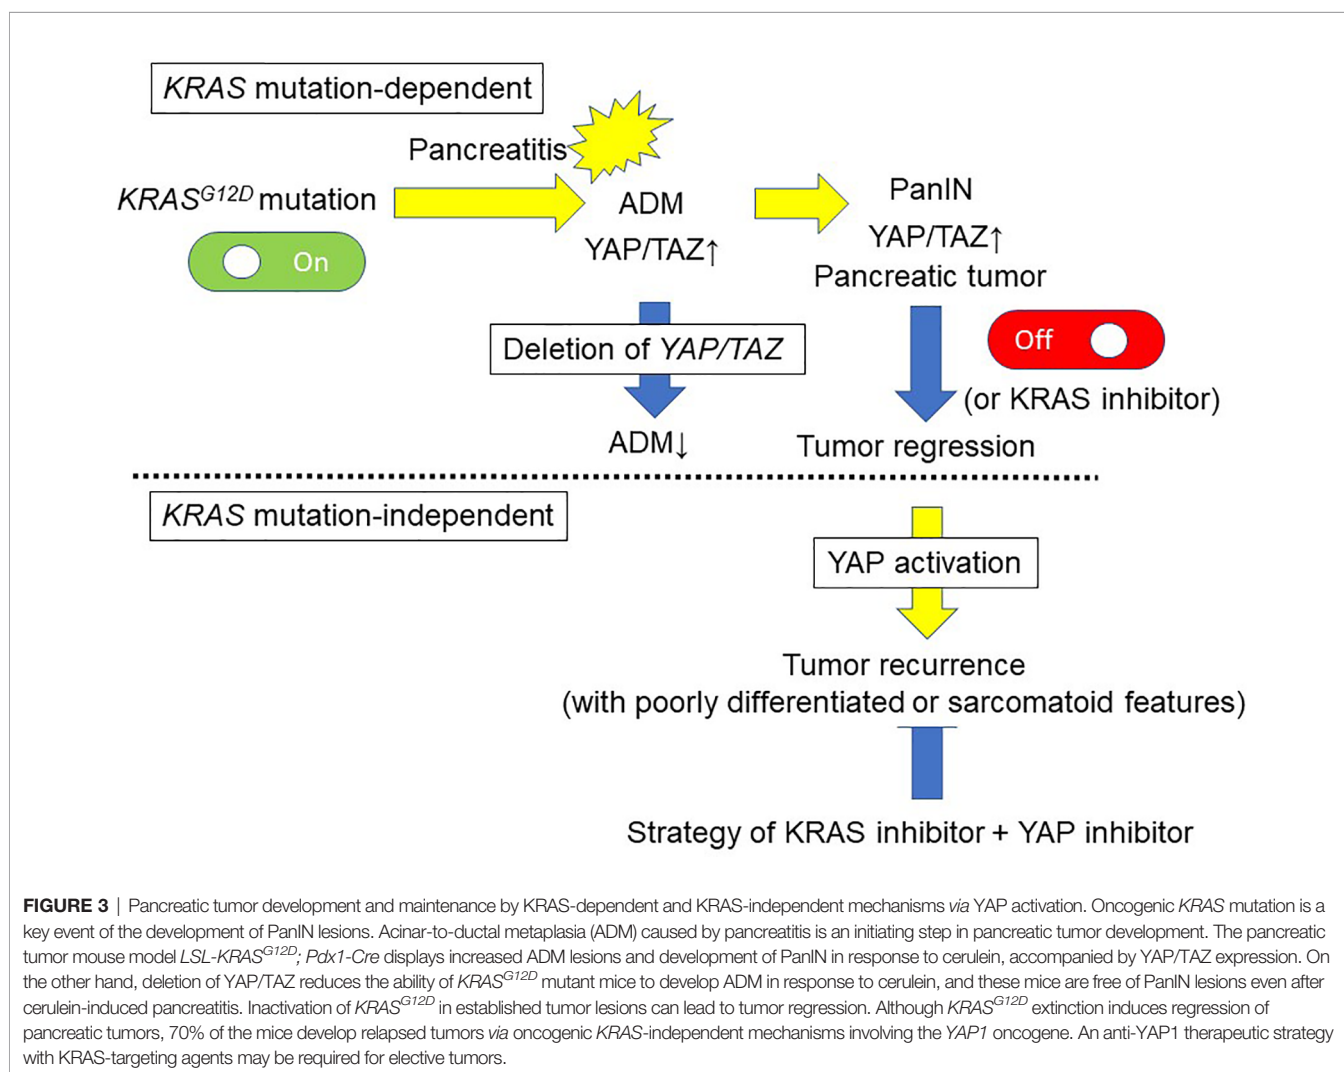 KRAS mutation-dependent
Pancreatitis
KRASG12D mutation
On
ADM
YAP/TAZ↑
PanIN
YAP/TAZ↑
Pancreatic tumor
Deletion of YAP/TAZ
Off
(or KRAS inhibitor)
ADM↓
Tumor regression
KRAS mutation-independent
YAP activation
Tumor recurrence
(with poorly differentiated or sarcomatoid features)
Strategy of KRAS inhibitor + YAP inhibitor
FIGURE 3 | Pancreatic tumor development and maintenance by KRAS-dependent and KRAS-independent mechanisms via YAP activation. Oncogenic KRAS mutation is a
key event of the development of PanIN lesions. Acinar-to-ductal metaplasia (ADM) caused by pancreatitis is an initiating step in pancreatic tumor development. The pancreatic
tumor mouse model LSL-KRASG12D; Pdx1-Cre displays increased ADM lesions and development of PanIN in response to cerulein, accompanied by YAP/TAZ expression. On
the other hand, deletion of YAP/TAZ reduces the ability of KRASG12D mutant mice to develop ADM in response to cerulein, and these mice are free of PanIN lesions even after
cerulein-induced pancreatitis. Inactivation of KRASG12D in established tumor lesions can lead to tumor regression. Although KRASG12D extinction induces regression of
pancreatic tumors, 70% of the mice develop relapsed tumors via oncogenic KRAS-independent mechanisms involving the YAP1 oncogene. An anti-YAP1 therapeutic strategy
with KRAS-targeting agents may be required for elective tumors.